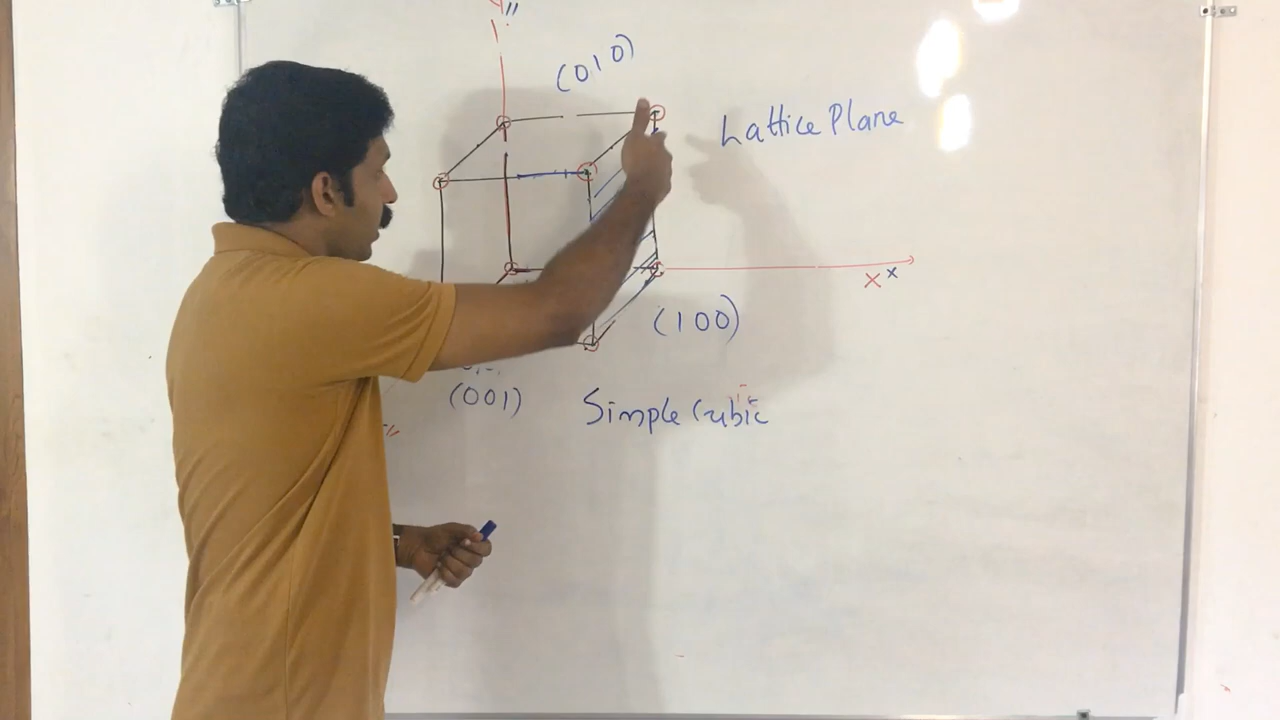 (010)
Lattice Plane
X x
(100)
(001)
Simple Cubic